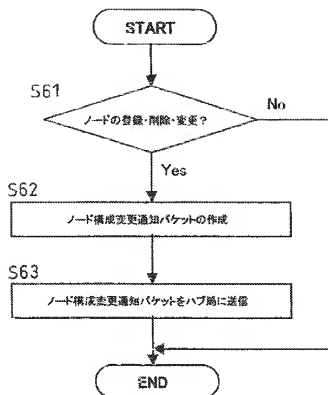 START
S61
ノードの登録・削除・変更？
No
Yes
S62
ノード構成変更通知パケットの作成
S63
ノード構成変更通知パケットをハブ局に送信
END